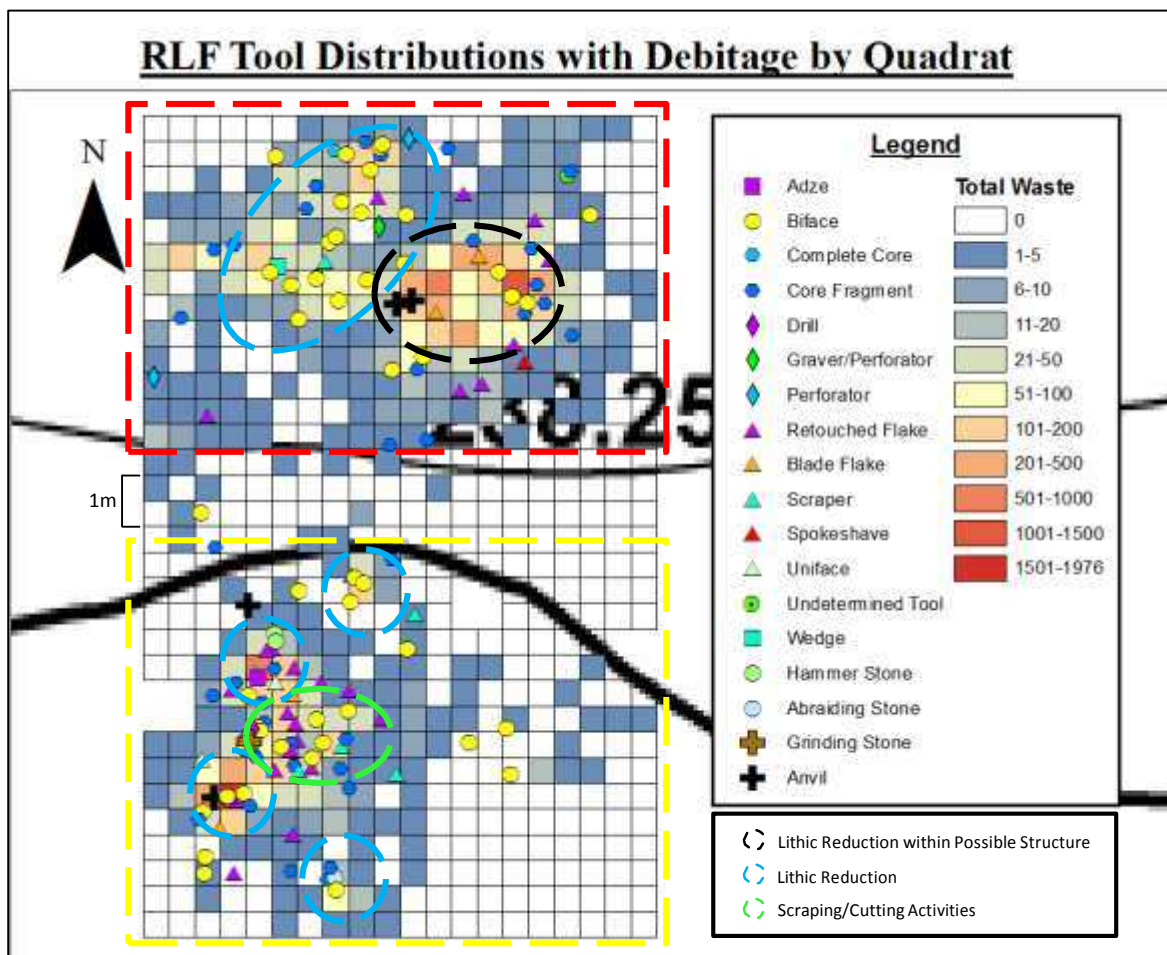 RLF Tool Distributions with Debitage by Quadrat
N
1m
Legend
Adze
Biface
Complete Core
Core Fragment
Drill
Graver/Perforator
Perforator
Retouched Flake
Blade Flake
Scraper
Spokeshave
Uniface
Undetermined Tool
Wedge
Hammer Stone
Abraiding Stone
Grinding Stone
Anvil
Total Waste
0
1-5
6-10
11-20
21-50
51-100
101-200
201-500
501-1000
1001-1500
1501-1976
Lithic Reduction within Possible Structure
Lithic Reduction
Scraping/Cutting Activities